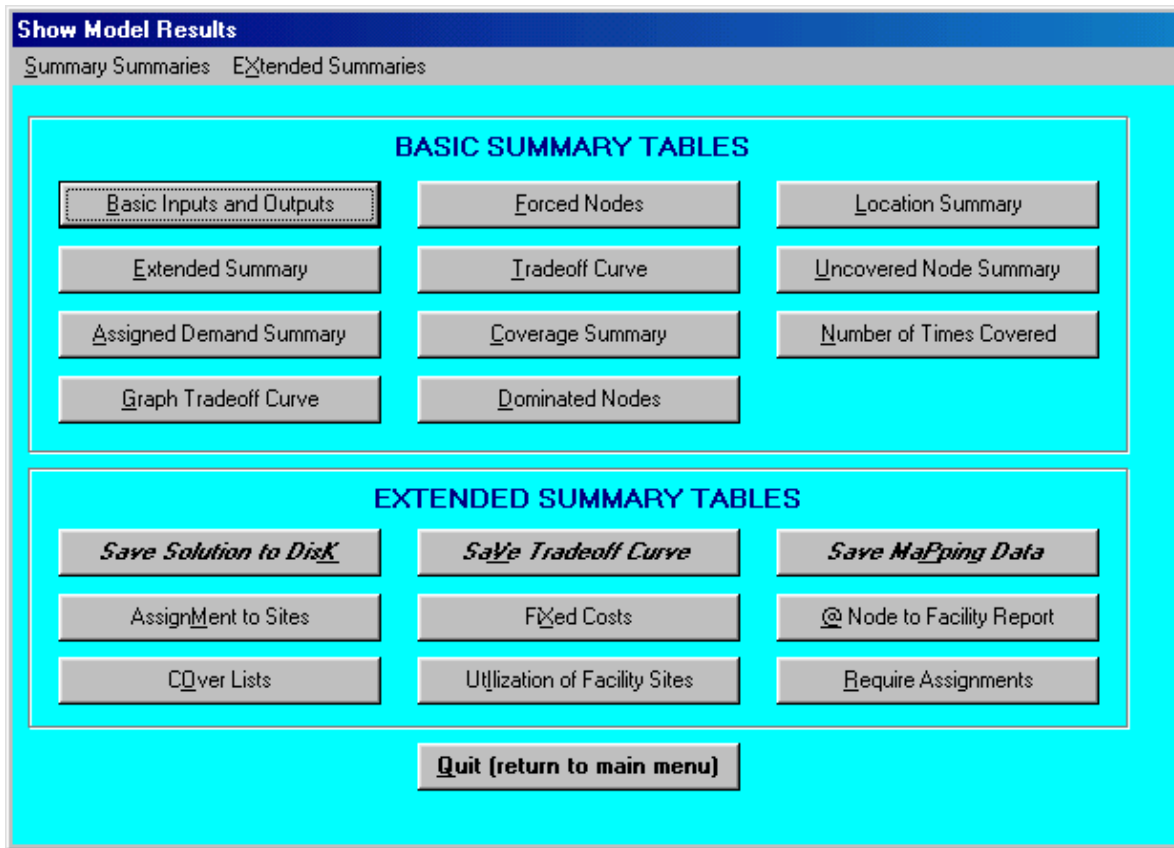 Show Model Results
Summary Summaries EXtended Summaries
BASIC SUMMARY TABLES
Basic Inputs and Outputs
Forced Nodes
Location Summary
Extended Summary
Tradeoff Curve
Uncovered Node Summary
Assigned Demand Summary
Coverage Summary
Number of Times Covered
Graph Tradeoff Curve
Dominated Nodes
EXTENDED SUMMARY TABLES
Save Solution to DisK
SaVe Tradeoff Curve
Save MaPping Data
AssignMent to Sites
FiXed Costs
@ Node to Facility Report
COver Lists
UtIlization of Facility Sites
Require Assignments
Quit (return to main menu)